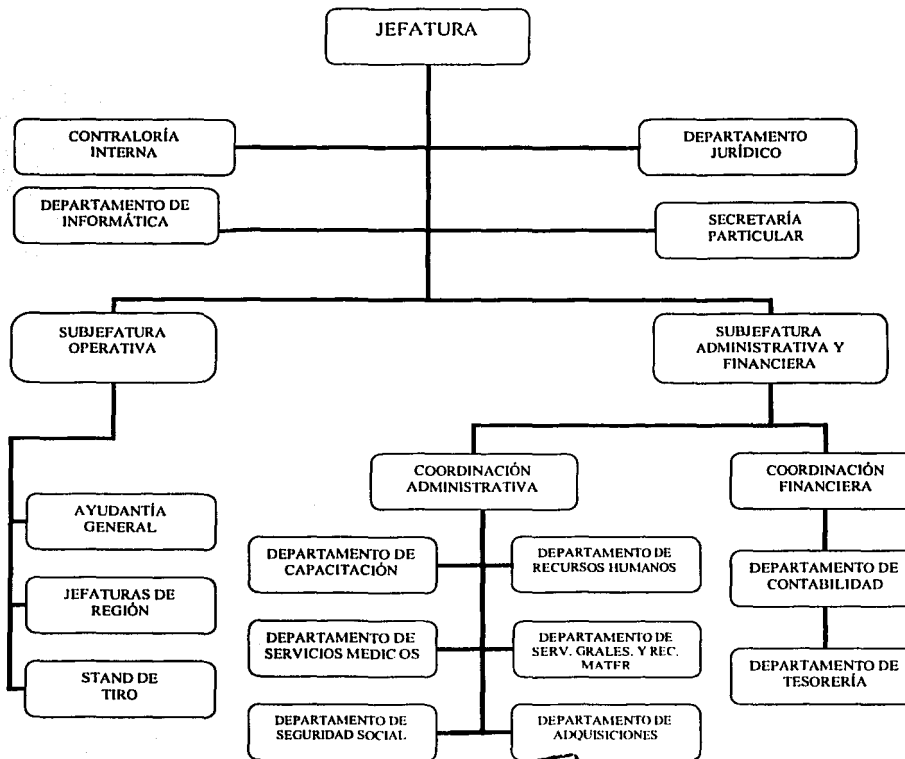 JEFATURA
CONTRALORÍA
INTERNA
DEPARTAMENTO
JURÍDICO
DEPARTAMENTO DE
INFORMÁTICA
SECRETARÍA
PARTICULAR
SUBJEFATURA
OPERATIVA
SUBJEFATURA
ADMINISTRATIVA Y
FINANCIERA
AYUDANTÍA
GENERAL
JEFATURAS DE
REGIÓN
STAND DE
TIRO
COORDINACIÓN
ADMINISTRATIVA
COORDINACIÓN
FINANCIERA
DEPARTAMENTO DE
CAPACITACIÓN
DEPARTAMENTO DE
RECURSOS HUMANOS
DEPARTAMENTO DE
SERVICIOS MEDICOS
DEPARTAMENTO DE
SERV. GRALES. Y REC.
MATER
DEPARTAMENTO DE
SEGURIDAD SOCIAL
DEPARTAMENTO DE
ADQUISICIONES
DEPARTAMENTO DE
CONTABILIDAD
DEPARTAMENTO DE
TESORERÍA